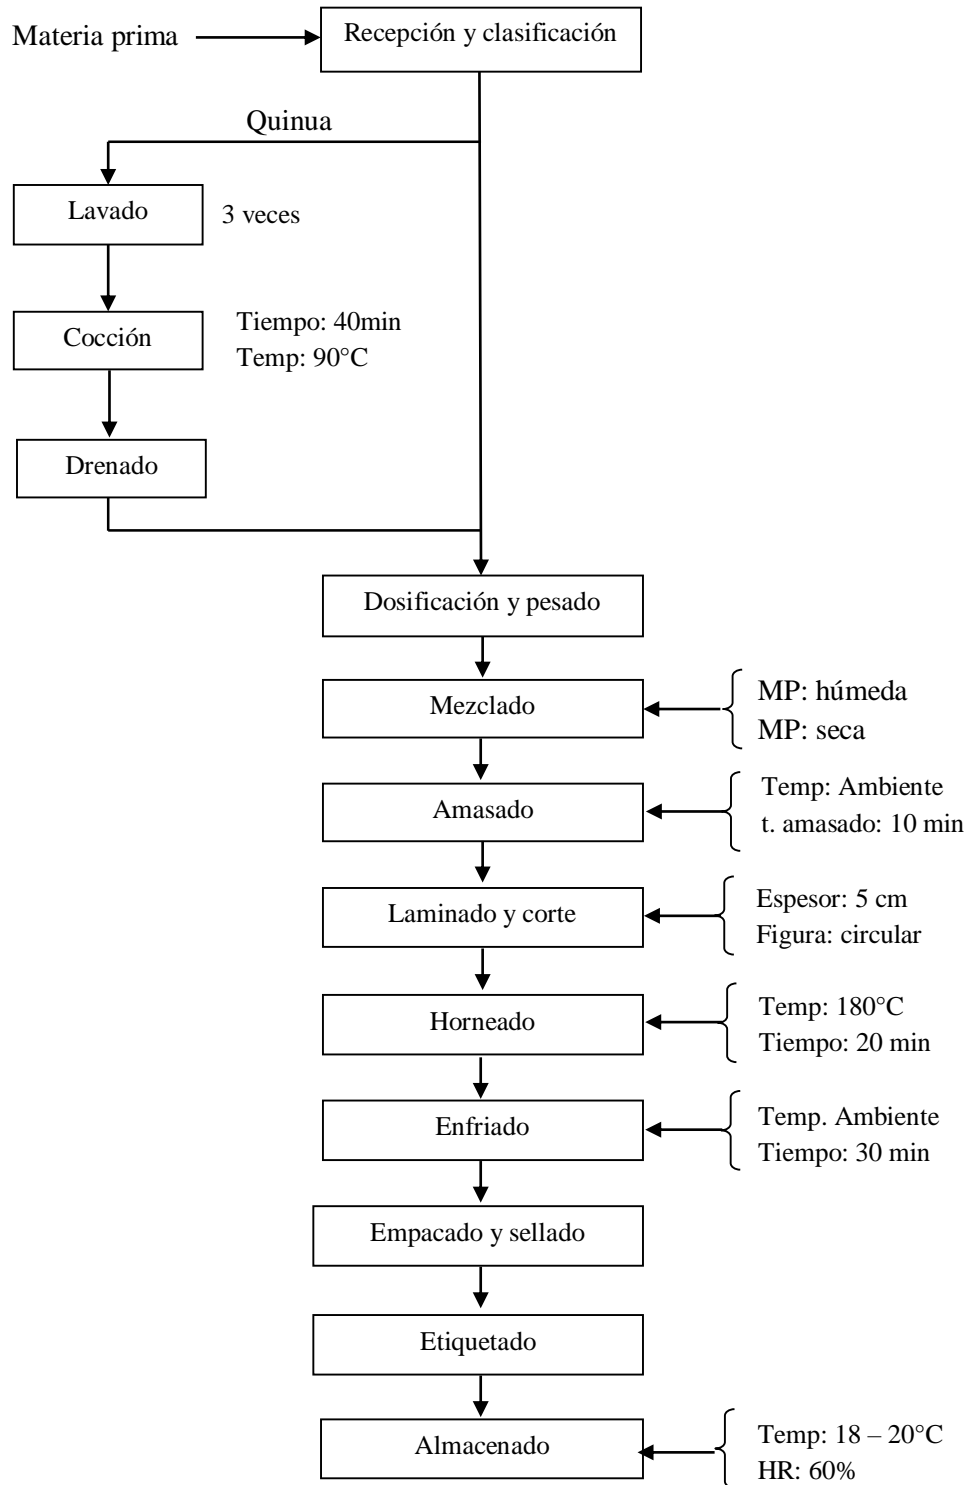 Materia prima
Recepción y clasificación
Quinua
Lavado
3 veces
Cocción
Tiempo: 40min
Temp: 90°C
Drenado
Dosificación y pesado
Mezclado
MP: húmeda
MP: seca
Amasado
Temp: Ambiente
t. amasado: 10 min
Laminado y corte
Espesor: 5 cm
Figura: circular
Horneado
Temp: 180°C
Tiempo: 20 min
Enfriado
Temp. Ambiente
Tiempo: 30 min
Empacado y sellado
Etiquetado
Almacenado
Temp: 18 – 20°C
HR: 60%